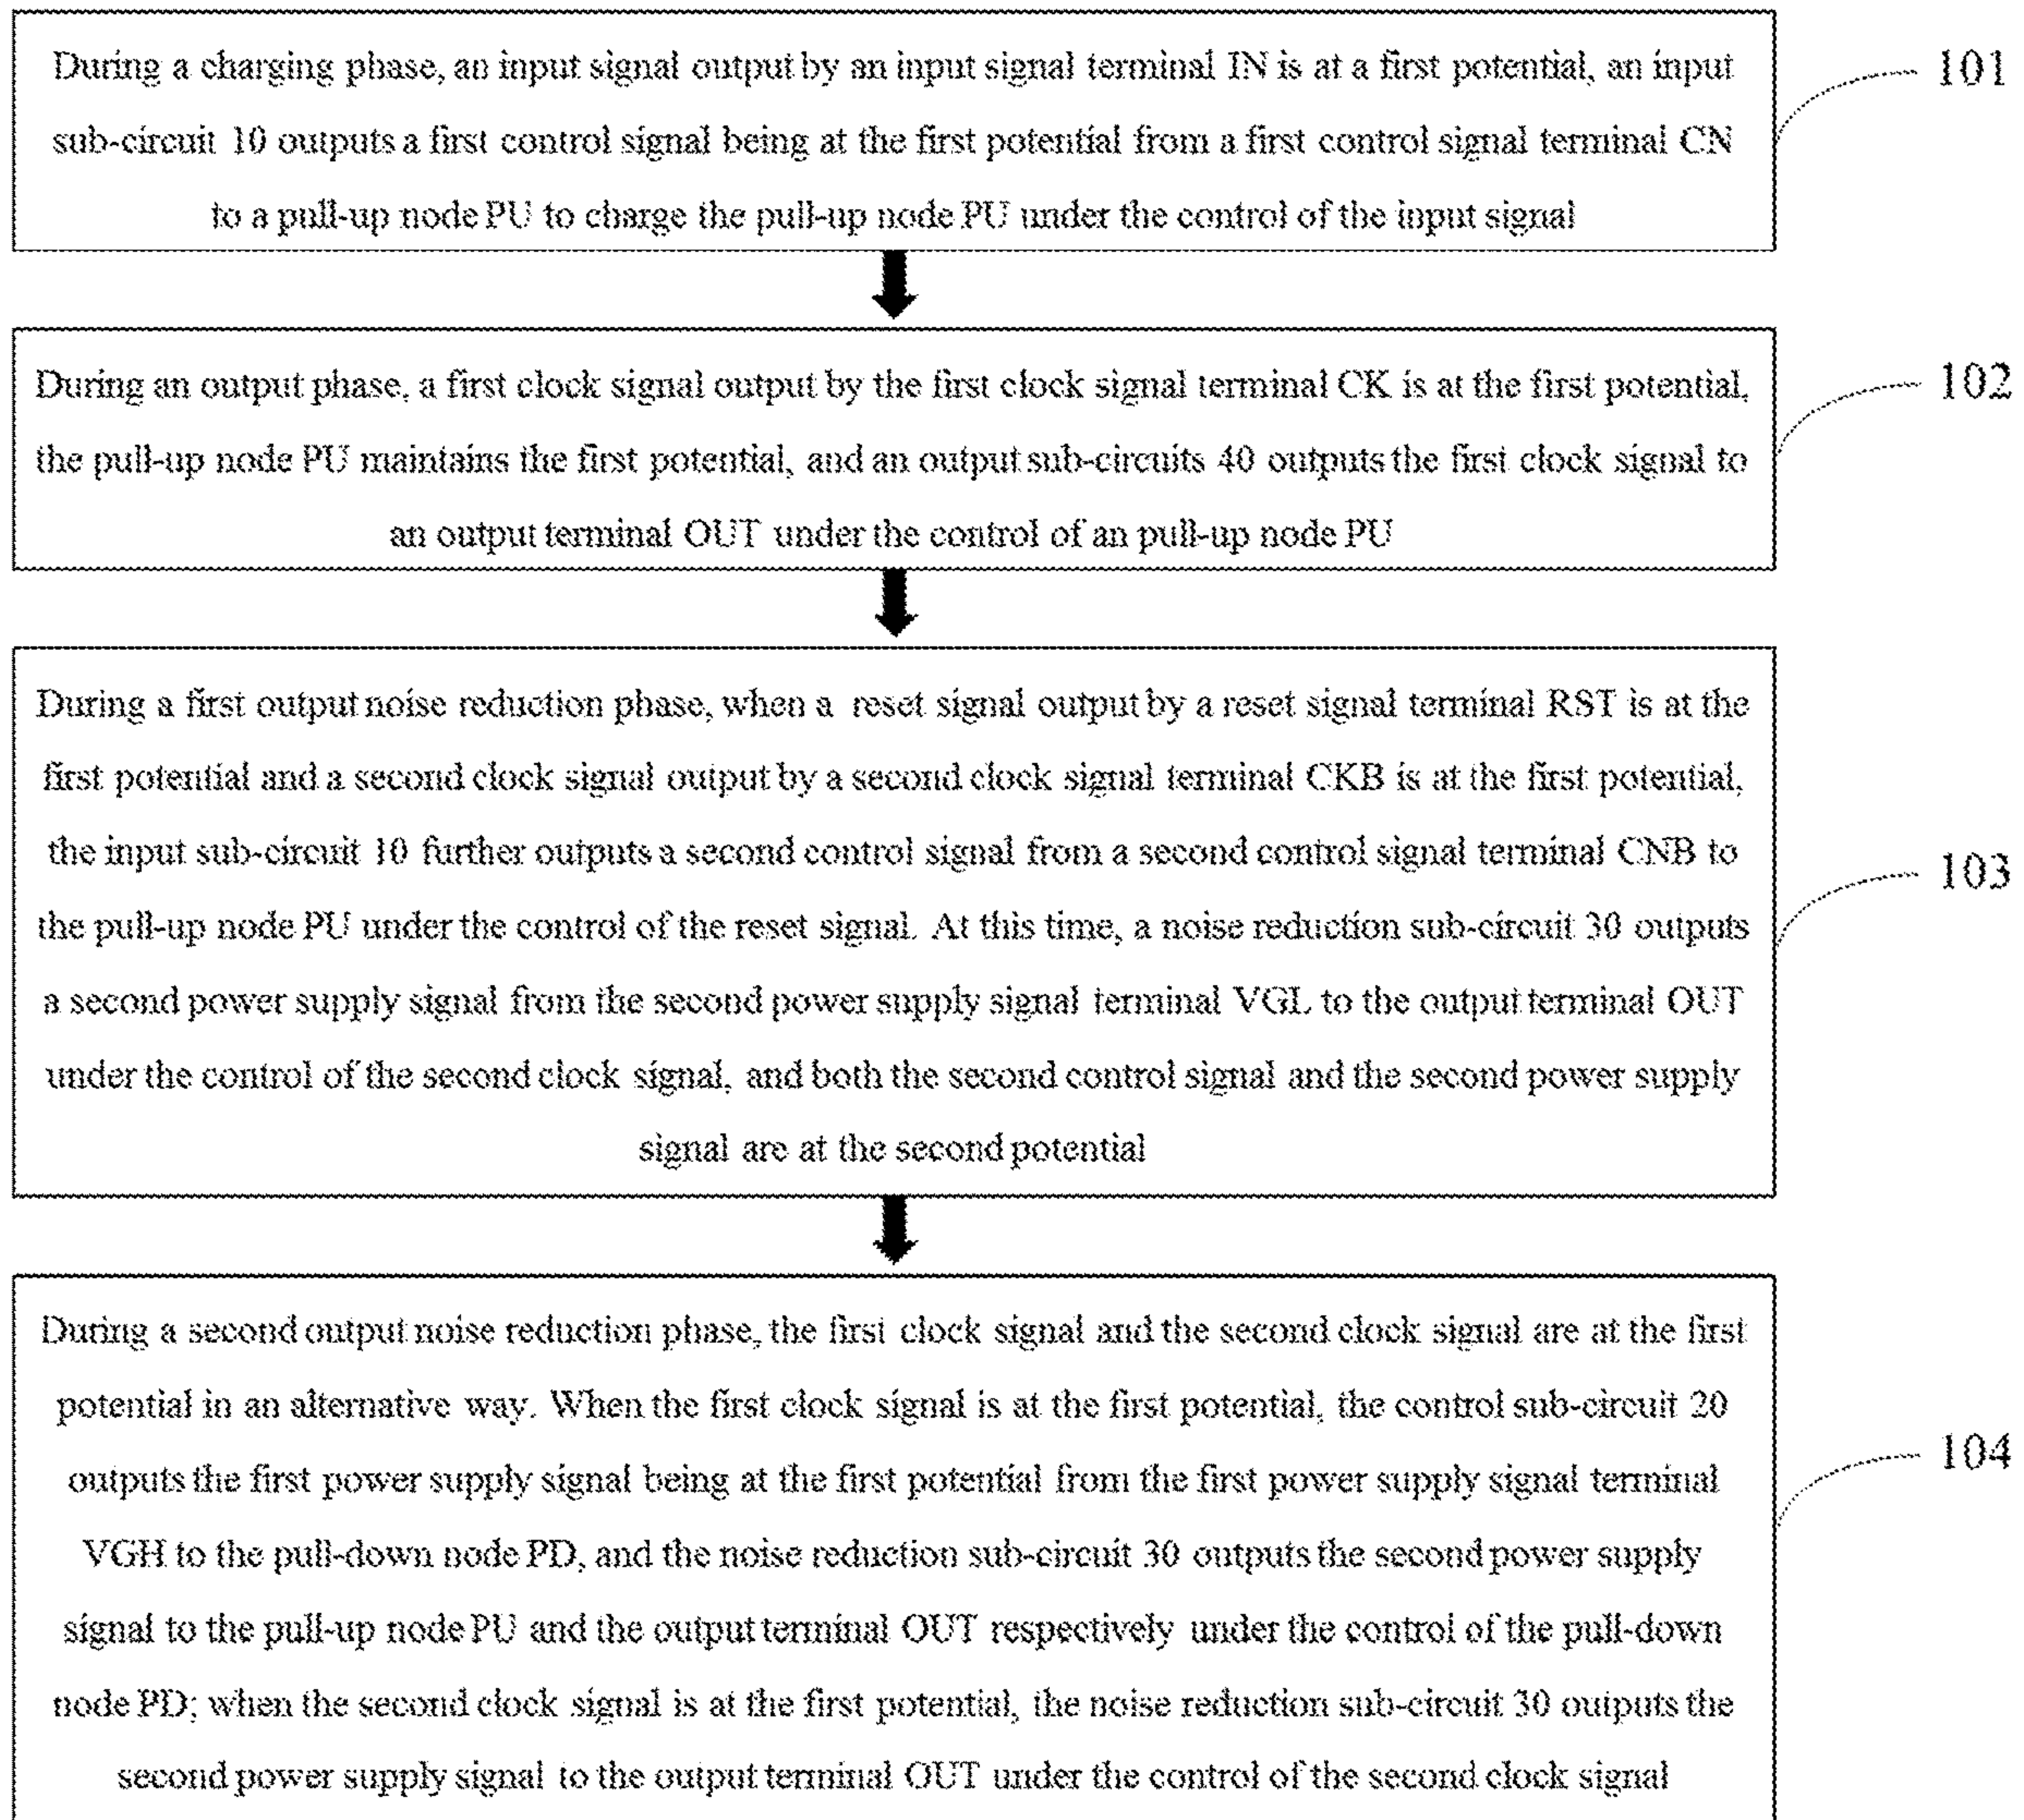 During a charging phase, an input signal output by an input signal terminal IN is at a first potential, an input
sub-circuit 10 outputs a first control signal being at the first potential from a first control signal terminal CN
to a pull-up node PU to charge the pull-up node PU under the control of the input signal
101
During an output phase, a first clock signal output by the first clock signal terminal CK is at the first potential,
the pull-up node PU maintains the first potential, and an output sub-circuits 40 outputs the first clock signal to
an output terminal OUT under the control of an pull-up node PU
102
During a first output noise reduction phase, when a reset signal output by a reset signal terminal RST is at the
first potential and a second clock signal output by a second clock signal terminal CKB is at the first potential,
the input sub-circuit 10 further outputs a second control signal from a second control signal terminal CNB to
the pull-up node PU under the control of the reset signal. At this time, a noise reduction sub-circuit 30 outputs
a second power supply signal from the second power supply signal terminal VGL to the output terminal OUT
under the control of the second clock signal, and both the second control signal and the second power supply
signal are at the second potential
103
During a second output noise reduction phase, the first clock signal and the second clock signal are at the first
potential in an alternative way. When the first clock signal is at the first potential, the control sub-circuit 20
outputs the first power supply signal being at the first potential from the first power supply signal terminal
VGH to the pull-down node PD, and the noise reduction sub-circuit 30 outputs the second power supply
signal to the pull-up node PU and the output terminal OUT respectively under the control of the pull-down
node PD; when the second clock signal is at the first potential, the noise reduction sub-circuit 30 outputs the
second power supply signal to the output terminal OUT under the control of the second clock signal
104